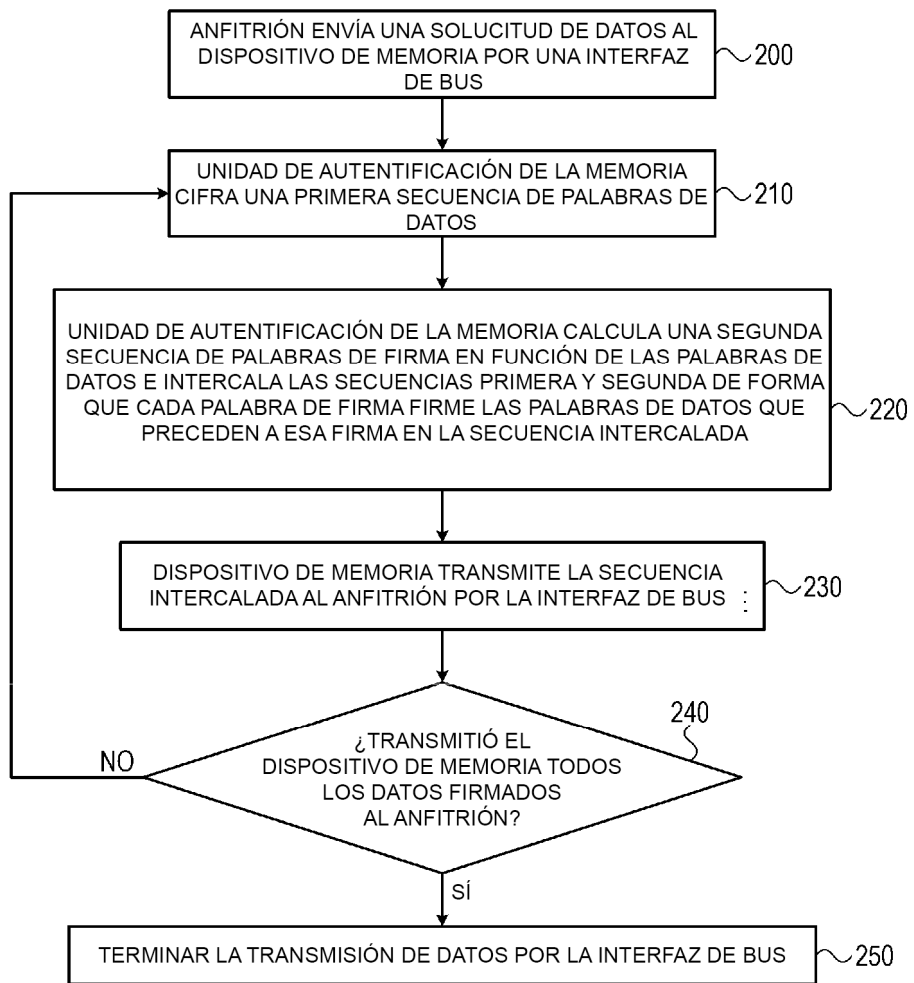 ANFITRIÓN ENVÍA UNA SOLUCITUD DE DATOS AL
DISPOSITIVO DE MEMORIA POR UNA INTERFAZ
DE BUS
200
UNIDAD DE AUTENTIFICACIÓN DE LA MEMORIA
CIFRA UNA PRIMERA SECUENCIA DE PALABRAS DE
DATOS
210
UNIDAD DE AUTENTIFICACIÓN DE LA MEMORIA CALCULA UNA SEGUNDA
SECUENCIA DE PALABRAS DE FIRMA EN FUNCIÓN DE LAS PALABRAS DE
DATOS E INTERCALA LAS SECUENCIAS PRIMERA Y SEGUNDA DE FORMA
QUE CADA PALABRA DE FIRMA FIRME LAS PALABRAS DE DATOS QUE
PRECEDEN A ESA FIRMA EN LA SECUENCIA INTERCALADA
220
DISPOSITIVO DE MEMORIA TRANSMITE LA SECUENCIA
INTERCALADA AL ANFITRIÓN POR LA INTERFAZ DE BUS
230
240
¿TRANSMITIÓ EL
DISPOSITIVO DE MEMORIA TODOS
LOS DATOS FIRMADOS
AL ANFITRIÓN?
NO
SÍ
TERMINAR LA TRANSMISIÓN DE DATOS POR LA INTERFAZ DE BUS
250